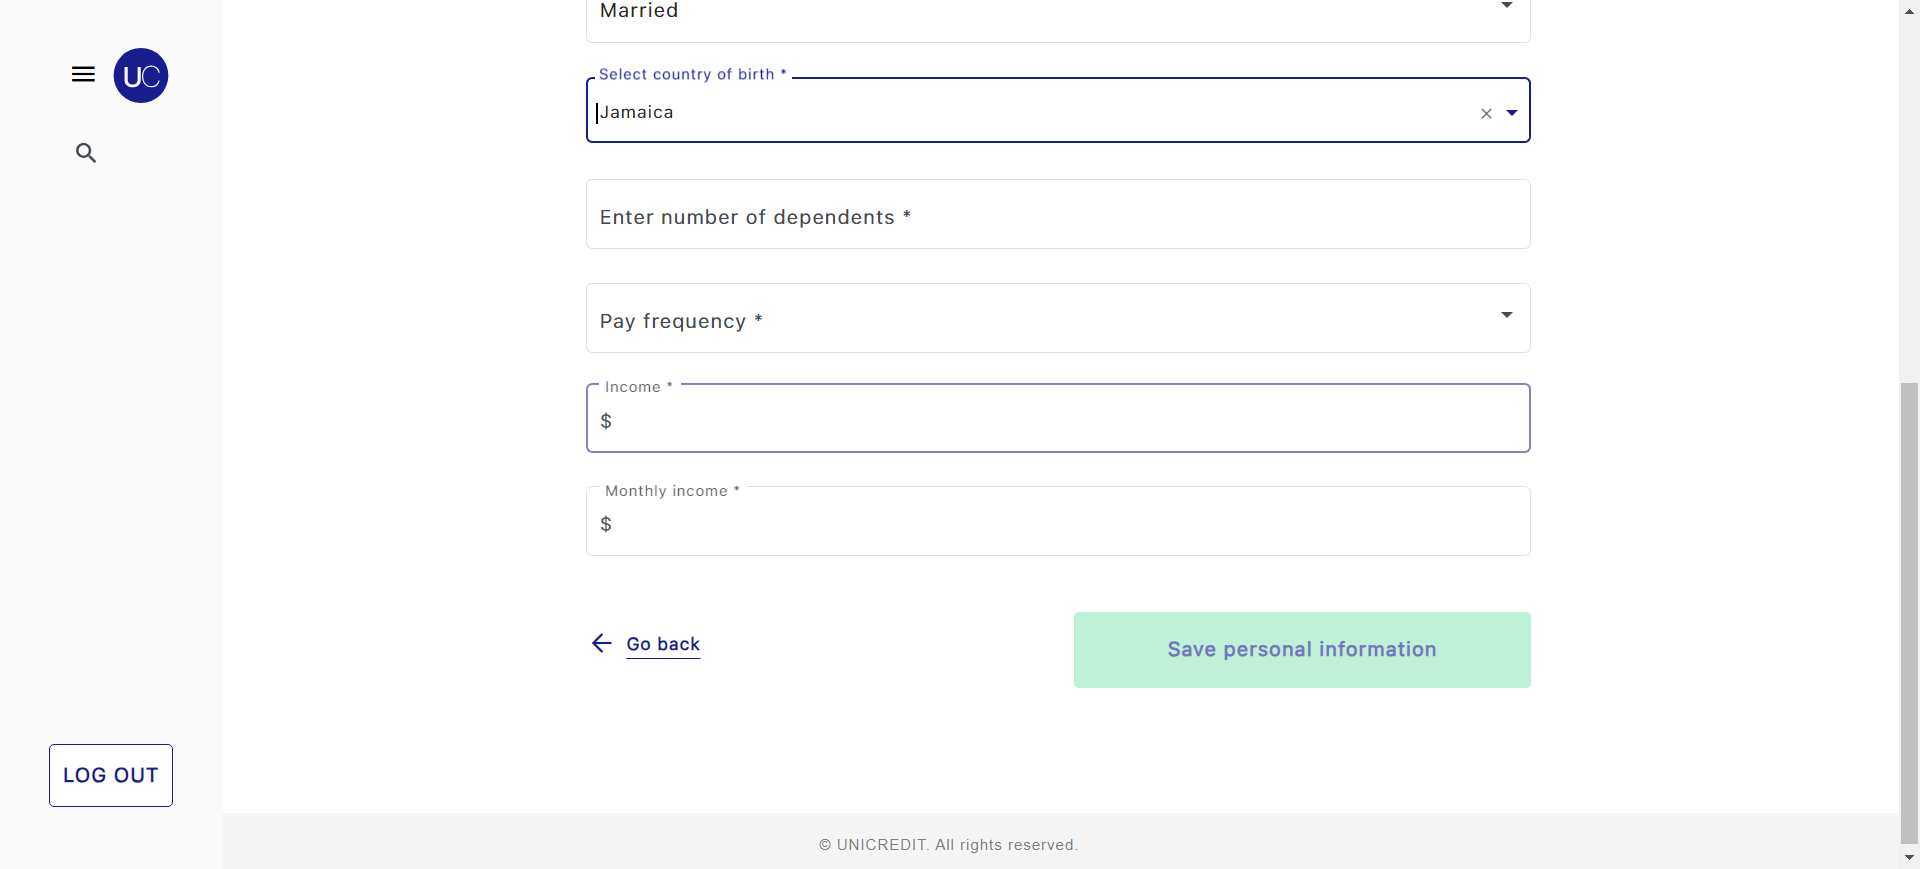 Married
UC
Select country of birth *
Jamaica
Enter number of dependents *
Pay frequency *
Income *
$
Monthly income *
$
Go back
Save personal information
LOG OUT
© UNICREDIT. All rights reserved.